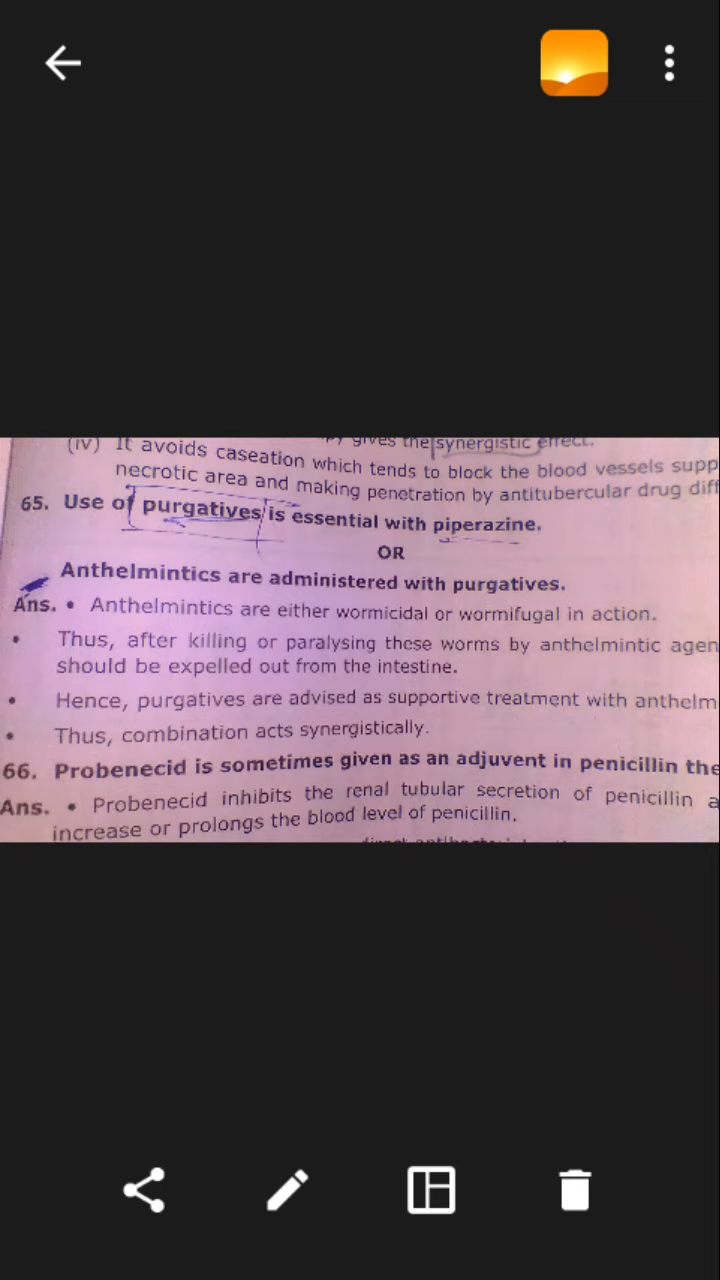 gives the synergistic effect.
(iv) It avoids caseation which tends to block the blood vessels supp
necrotic area and making penetration by antitubercular drug diff
65. Use of purgatives is essential with piperazine.
OR
Anthelmintics are administered with purgatives.
Ans. • Anthelmintics are either wormicidal or wormifugal in action.
• Thus, after killing or paralysing these worms by anthelmintic agen
should be expelled out from the intestine.
• Hence, purgatives are advised as supportive treatment with anthelm
• Thus, combination acts synergistically.
66. Probenecid is sometimes given as an adjuvent in penicillin the
Ans. • Probenecid inhibits the renal tubular secretion of penicillin a
increase or prolongs the blood level of penicillin.